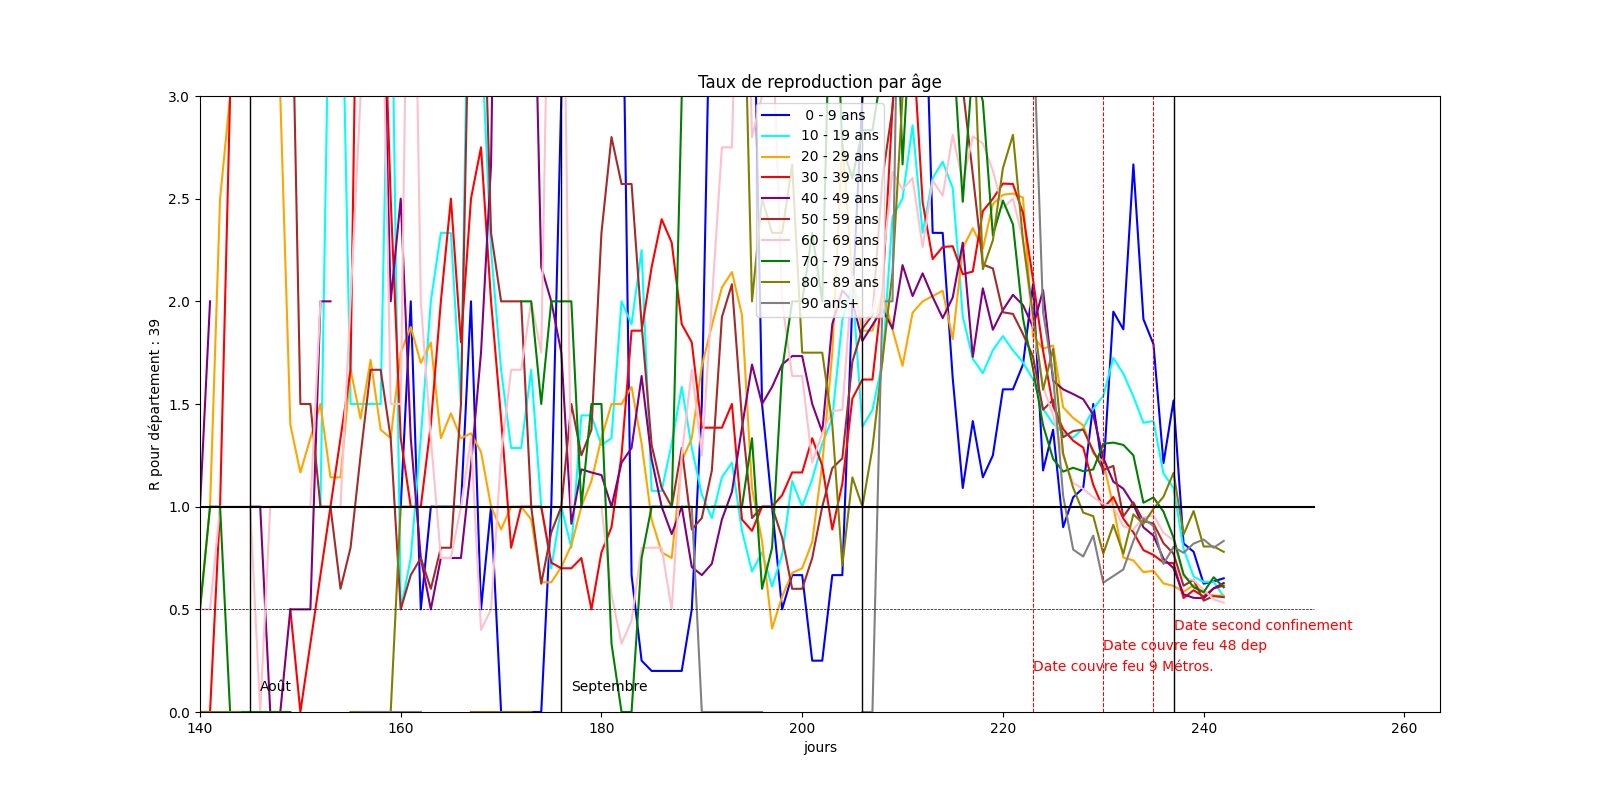 Taux de reproduction par âge
R pour département : 39
3.0
2.5
2.0
1.5
1.0
0.5
0.0
0 - 9 ans
10 - 19 ans
20 - 29 ans
30 - 39 ans
40 - 49 ans
50 - 59 ans
60 - 69 ans
70 - 79 ans
80 - 89 ans
90 ans+
Date second confinement
Date couvre feu 48 dep
Date couvre feu 9 Métros.
Août
Septembre
140
160
180
200
220
240
260
jours